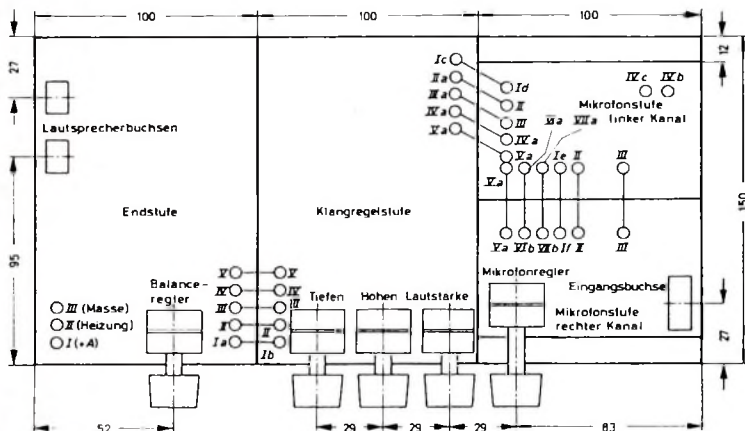 100 100 100
27
12
Ic
IIa
IIIa
IVa
Va
Id
II
III
IVa
Va
IVc IVb
Mikrofonstufe
linker Kanal
VIa VIIa
Lautsprecherbuchsen
Va
Ie II III
150
95
Endstufe
Klangregelstufe
Va VIb VIIb If II III
Mikrofonregler
Eingangsbuchse
Mikrofonstufe
rechter Kanal
27
Balance-
regler
V V
IV IV
III II
II II
Ia Ib
Tiefen Höhen Lautstärke
III (Masse)
II (Heizung)
I (+A)
52 29 29 29 83